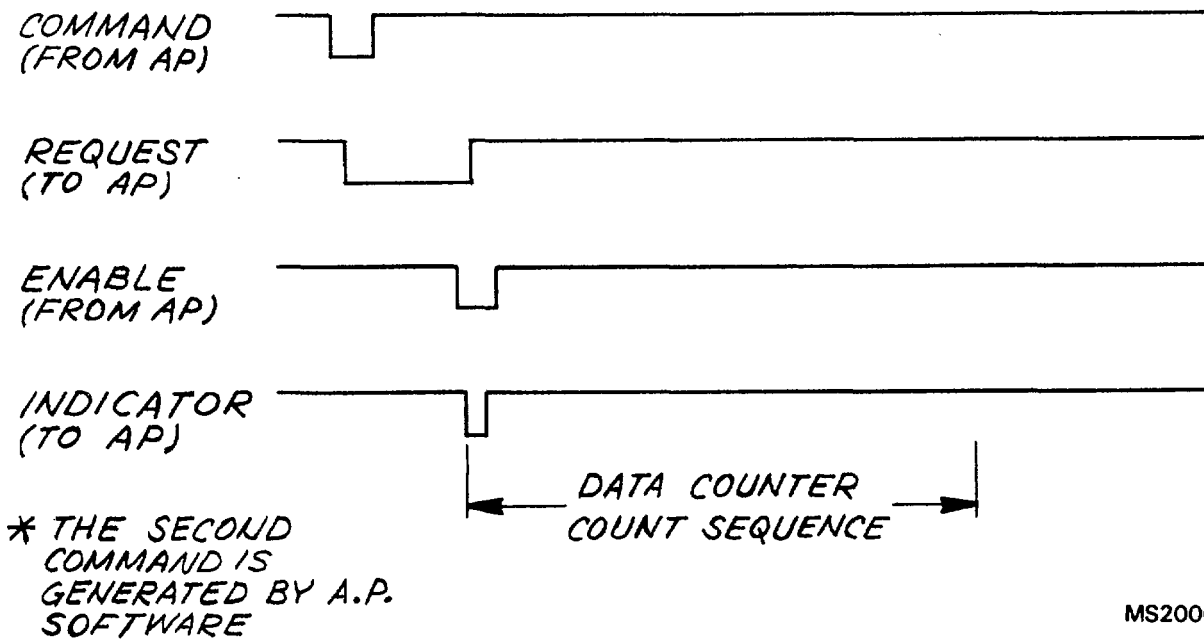 COMMAND
(FROM AP)
REQUEST
(TO AP)
ENABLE
(FROM AP)
INDICATOR
(TO AP)
DATA COUNTER
COUNT SEQUENCE
* THE SECOND
COMMAND IS
GENERATED BY A.P.
SOFTWARE